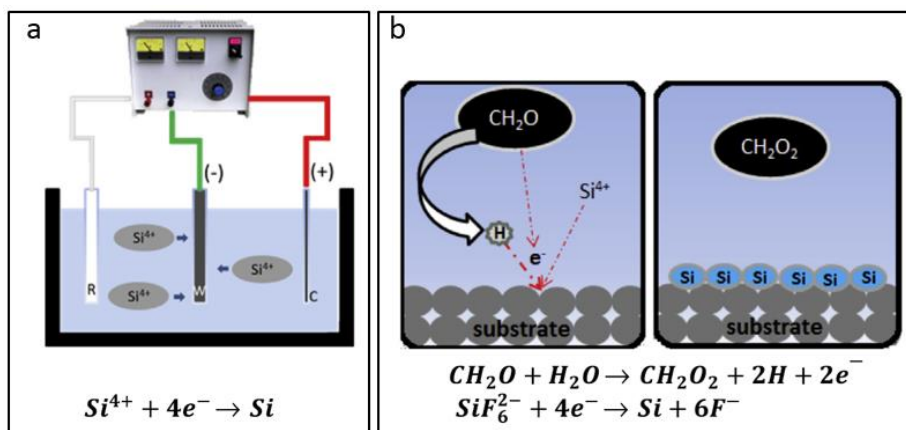 a
(-)
(+)
Si⁴⁺
Si⁴⁺
Si⁴⁺
R
W
C
Si⁴⁺ + 4e⁻ → Si
b
CH₂O
Si⁴⁺
H
e⁻
substrate
CH₂O₂
Si Si Si Si Si Si
substrate
CH₂O + H₂O → CH₂O₂ + 2H + 2e⁻
SiF₆²⁻ + 4e⁻ → Si + 6F⁻